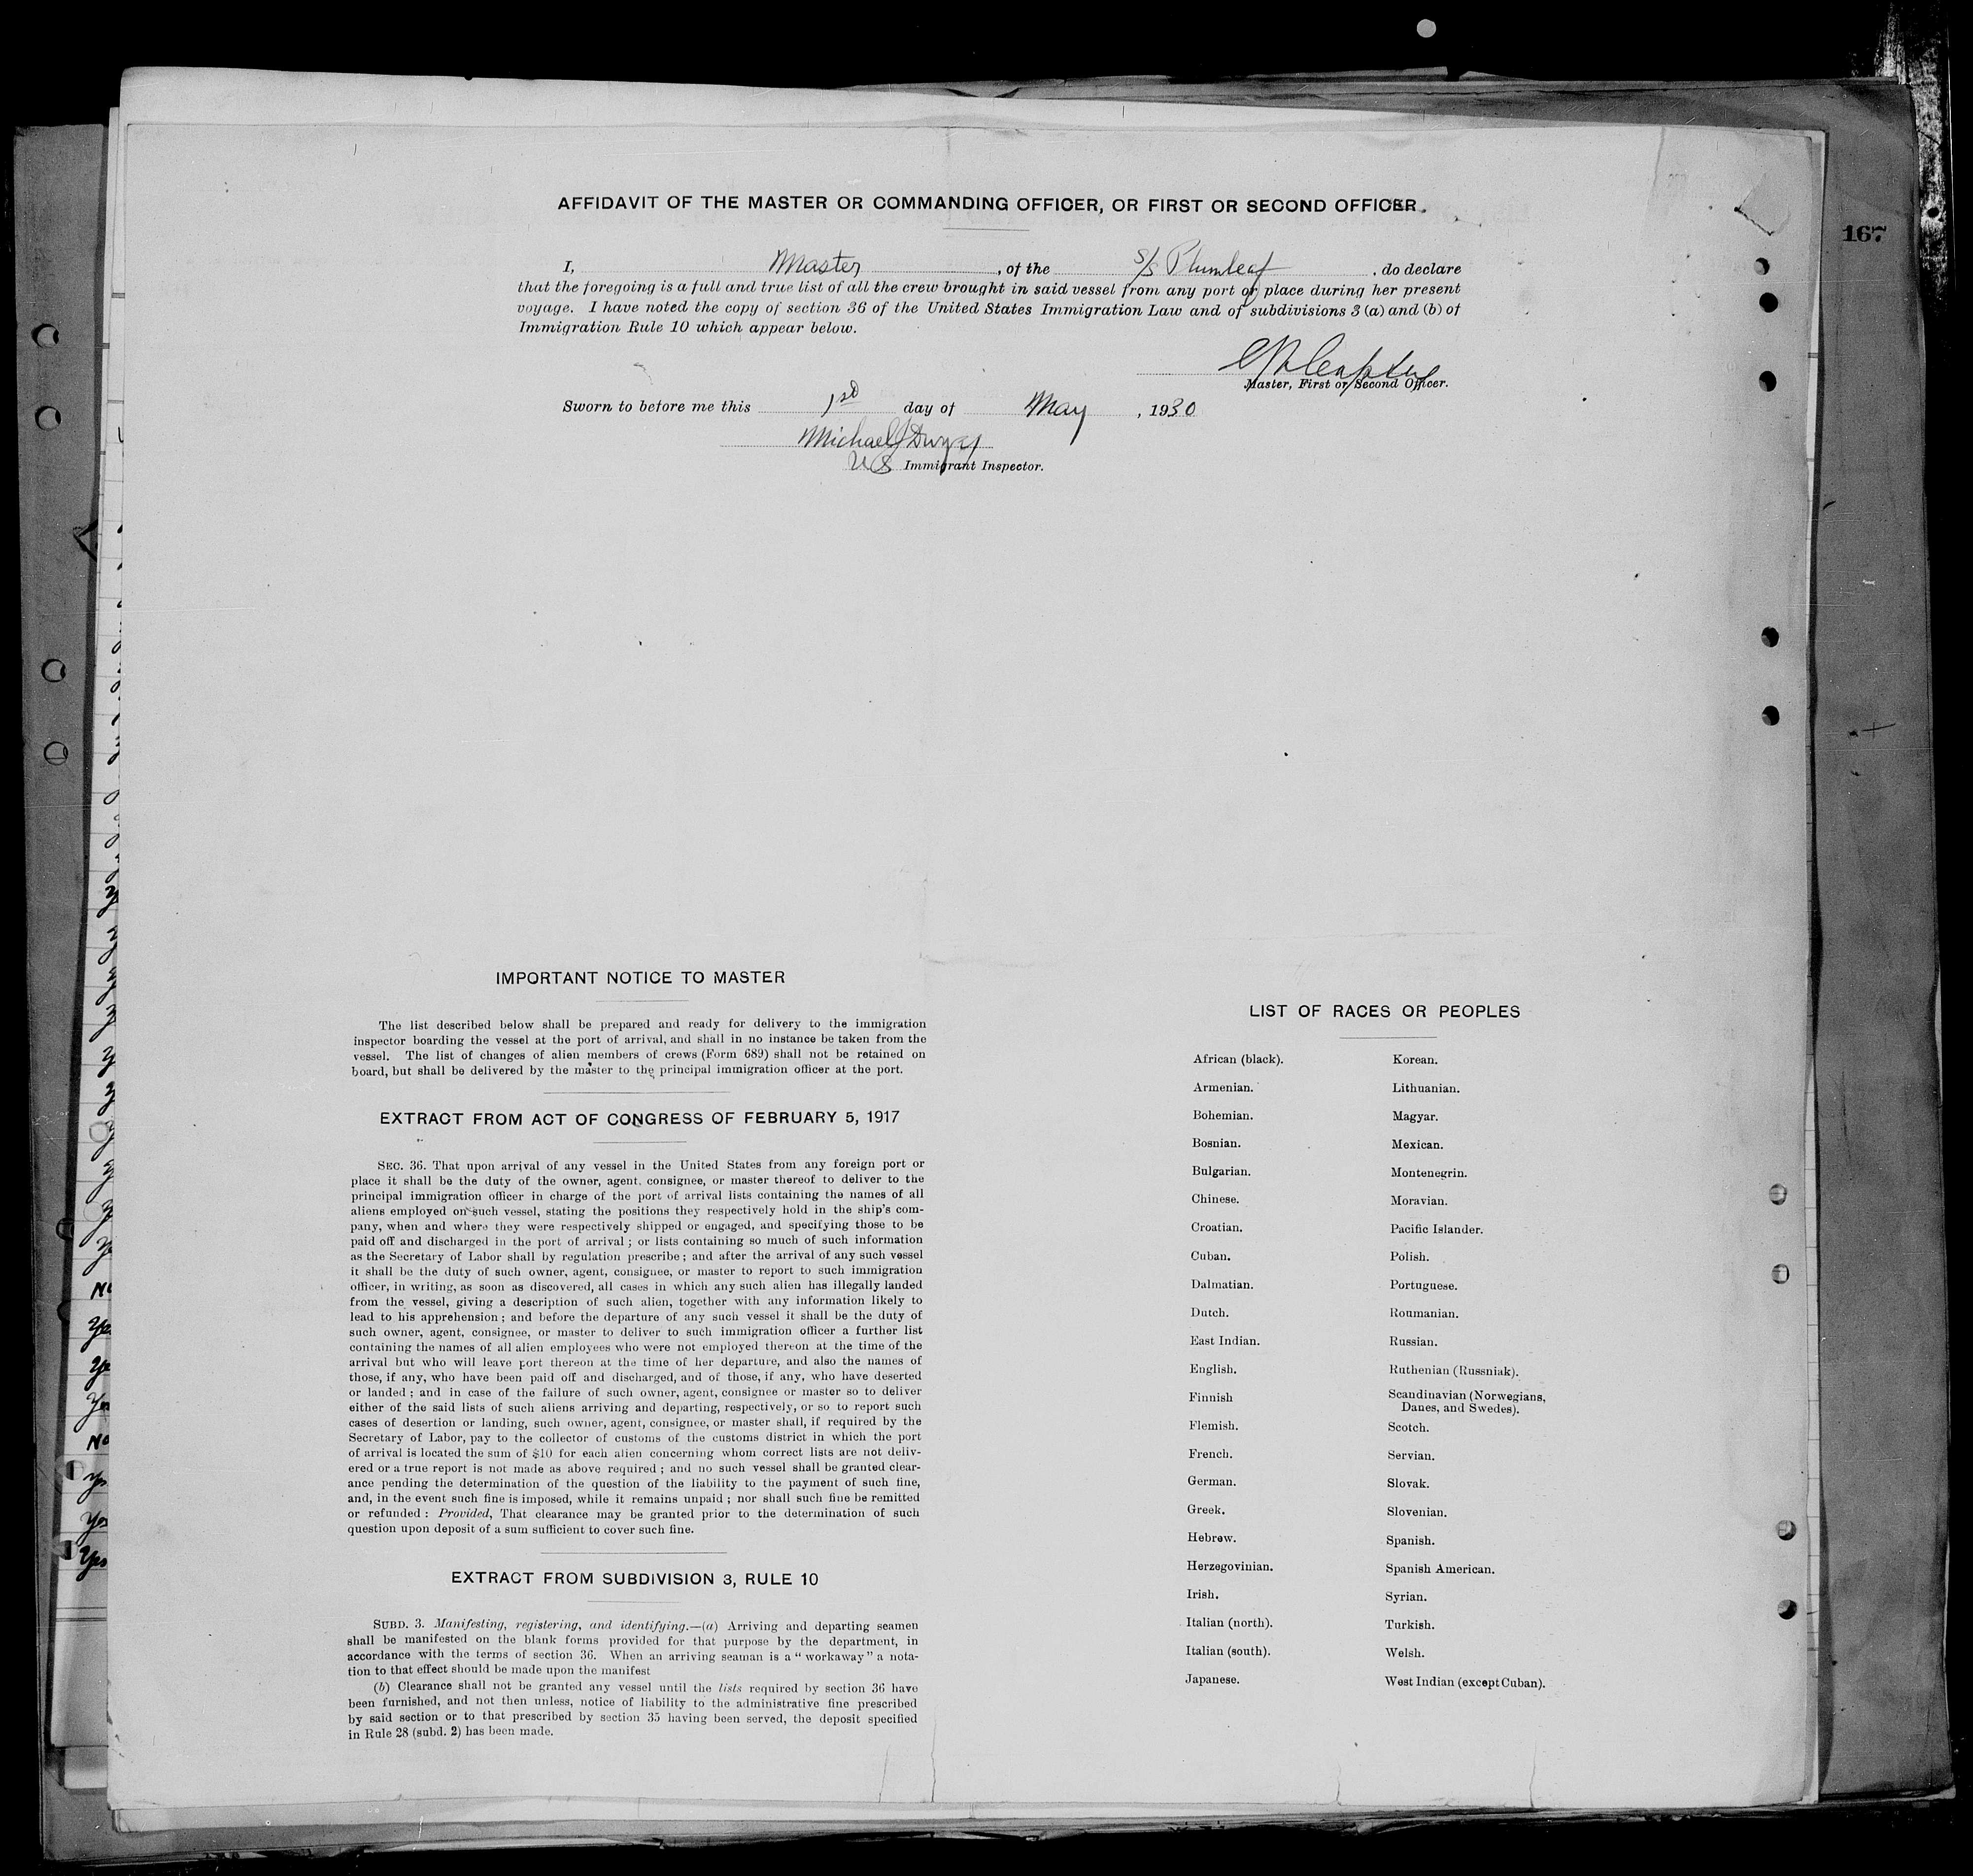 167
AFFIDAVIT OF THE MASTER OR COMMANDING OFFICER, OR FIRST OR SECOND OFFICER.
I, Master, of the S/S Plumleaf, do declare
that the foregoing is a full and true list of all the crew brought in said vessel from any port or place during her present
voyage. I have noted the copy of section 36 of the United States Immigration Law and of subdivisions 3 (a) and (b) of
Immigration Rule 10 which appear below.
Master, First or Second Officer.
Sworn to before me this 1st day of May, 1930
Michael J
US Immigrant Inspector.
IMPORTANT NOTICE TO MASTER
The list described below shall be prepared and ready for delivery to the immigration
inspector boarding the vessel at the port of arrival, and shall in no instance be taken from the
vessel. The list of changes of alien members of crews (Form 689) shall not be retained on
board, but shall be delivered by the master to the principal immigration officer at the port.
EXTRACT FROM ACT OF CONGRESS OF FEBRUARY 5, 1917
SEC. 36. That upon arrival of any vessel in the United States from any foreign port or
place it shall be the duty of the owner, agent, consignee, or master thereof to deliver to the
principal immigration officer in charge of the port of arrival lists containing the names of all
aliens employed on such vessel, stating the positions they respectively hold in the ship's com-
pany, when and where they were respectively shipped or engaged, and specifying those to be
paid off and discharged in the port of arrival; or lists containing so much of such information
as the Secretary of Labor shall by regulation prescribe; and after the arrival of any such vessel
it shall be the duty of such owner, agent, consignee, or master to report to such immigration
officer, in writing, as soon as discovered, all cases in which any such alien has illegally landed
from the vessel, giving a description of such alien, together with any information likely to
lead to his apprehension; and before the departure of any such vessel it shall be the duty of
such owner, agent, consignee, or master to deliver to such immigration officer a further list
containing the names of all alien employees who were not employed thereon at the time of the
arrival but who will leave port thereon at the time of her departure, and also the names of
those, if any, who have been paid off and discharged, and of those, if any, who have deserted
or landed; and in case of the failure of such owner, agent, consignee or master so to deliver
either of the said lists of such aliens arriving and departing, respectively, or so to report such
cases of desertion or landing, such owner, agent, consignee, or master shall, if required by the
Secretary of Labor, pay to the collector of customs of the customs district in which the port
of arrival is located the sum of $10 for each alien concerning whom correct lists are not deliv-
ered or a true report is not made as above required; and no such vessel shall be granted clear-
ance pending the determination of the question of the liability to the payment of such fine,
and, in the event such fine is imposed, while it remains unpaid; nor shall such fine be remitted
or refunded: Provided, That clearance may be granted prior to the determination of such
question upon deposit of a sum sufficient to cover such fine.
EXTRACT FROM SUBDIVISION 3, RULE 10
SUBD. 3. Manifesting, registering, and identifying.—(a) Arriving and departing seamen
shall be manifested on the blank forms provided for that purpose by the department, in
accordance with the terms of section 36. When an arriving seaman is a "workaway" a nota-
tion to that effect should be made upon the manifest
(b) Clearance shall not be granted any vessel until the lists required by section 36 have
been furnished, and not then unless, notice of liability to the administrative fine prescribed
by said section or to that prescribed by section 35 having been served, the deposit specified
in Rule 28 (subd. 2) has been made.
LIST OF RACES OR PEOPLES
African (black).
Armenian.
Bohemian.
Bosnian.
Bulgarian.
Chinese.
Croatian.
Cuban.
Dalmatian.
Dutch.
East Indian.
English.
Finnish
Flemish.
French.
German.
Greek.
Hebrew.
Herzegovinian.
Irish.
Italian (north).
Italian (south).
Japanese.
Korean.
Lithuanian.
Magyar.
Mexican.
Montenegrin.
Moravian.
Pacific Islander.
Polish.
Portuguese.
Roumanian.
Russian.
Ruthenian (Russniak).
Scandinavian (Norwegians,
Danes, and Swedes).
Scotch.
Servian.
Slovak.
Slovenian.
Spanish.
Spanish American.
Syrian.
Turkish.
Welsh.
West Indian (except Cuban).